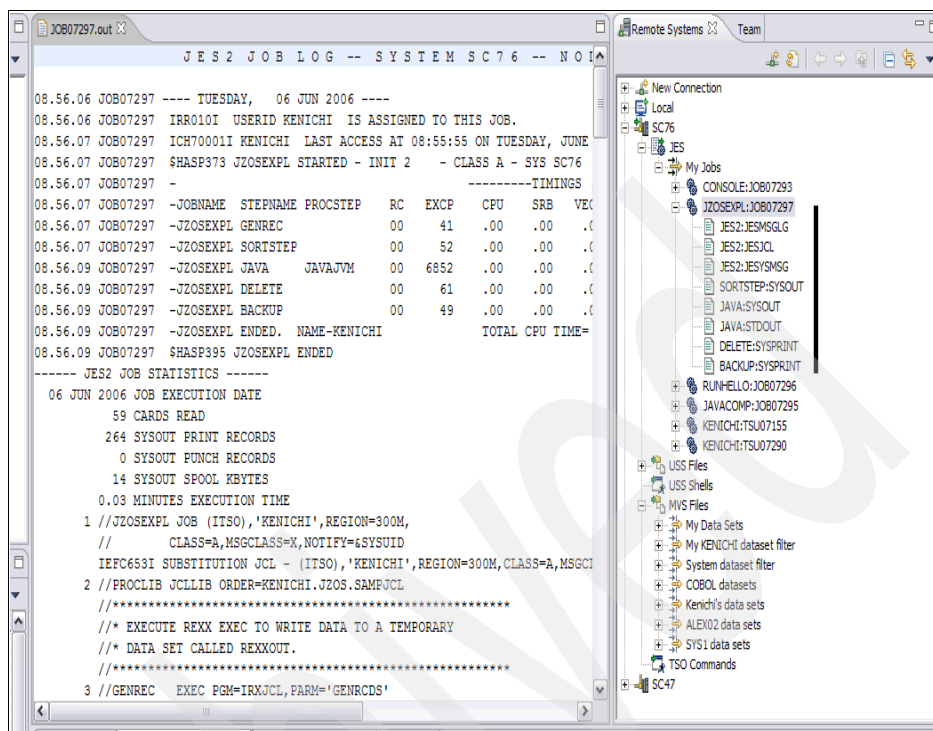 JOB07297.out
J E S 2 J O B L O G -- S Y S T E M S C 7 6 -- N O
08.56.06 JOB07297 ---- TUESDAY, 06 JUN 2006 ----
08.56.06 JOB07297 IRR010I USERID KENICHI IS ASSIGNED TO THIS JOB.
08.56.07 JOB07297 ICH70001I KENICHI LAST ACCESS AT 08:55:55 ON TUESDAY, JUNE
08.56.07 JOB07297 $HASP373 JZOSEXPL STARTED - INIT 2 - CLASS A - SYS SC76
08.56.07 JOB07297 - ---------TIMINGS
08.56.07 JOB07297 -JOBNAME STEPNAME PROCSTEP RC EXCP CPU SRB
08.56.07 JOB07297 -JZOSEXPL GENREC 00 41 .00 .00
08.56.07 JOB07297 -JZOSEXPL SORTSTEP 00 52 .00 .00
08.56.09 JOB07297 -JZOSEXPL JAVA JAVAJVM 00 6852 .00 .00
08.56.09 JOB07297 -JZOSEXPL DELETE 00 61 .00 .00
08.56.09 JOB07297 -JZOSEXPL BACKUP 00 49 .00 .00
08.56.09 JOB07297 -JZOSEXPL ENDED. NAME-KENICHI TOTAL CPU TIME=
08.56.09 JOB07297 $HASP395 JZOSEXPL ENDED
------ JES2 JOB STATISTICS ------
06 JUN 2006 JOB EXECUTION DATE
59 CARDS READ
264 SYSOUT PRINT RECORDS
0 SYSOUT PUNCH RECORDS
14 SYSOUT SPOOL KBYTES
0.03 MINUTES EXECUTION TIME
1 //JZOSEXPL JOB (ITSO),'KENICHI',REGION=300M,
// CLASS=A,MSGCLASS=X,NOTIFY=&SYSUID
IEFC653I SUBSTITUTION JCL - (ITSO),'KENICHI',REGION=300M,CLASS=A,MSGC
2 //PROCLIB JCLLIB ORDER=KENICHI.JZOS.SAMPJCL
//********************************************************
//* EXECUTE REXX EXEC TO WRITE DATA TO A TEMPORARY
//* DATA SET CALLED REXXOUT.
//********************************************************
3 //GENREC EXEC PGM=IRXJCL,PARM='GENRCDS'
Remote Systems Team
New Connection
Local
SC76
JES
My Jobs
CONSOLE:JOB07293
JZOSEXPL:JOB07297
JES2:JESMSGLG
JES2:JESJCL
JES2:JESYSMSG
SORTSTEP:SYSOUT
JAVA:SYSOUT
JAVA:STDOUT
DELETE:SYSPRINT
BACKUP:SYSPRINT
RUNHELLO:JOB07296
JAVACOMP:JOB07295
KENICHI:TSU07155
KENICHI:TSU07290
USS Files
USS Shells
MVS Files
My Data Sets
My KENICHI dataset filter
System dataset filter
COBOL datasets
Kenichi's data sets
ALEX02 data sets
SYS1 data sets
TSO Commands
SC47